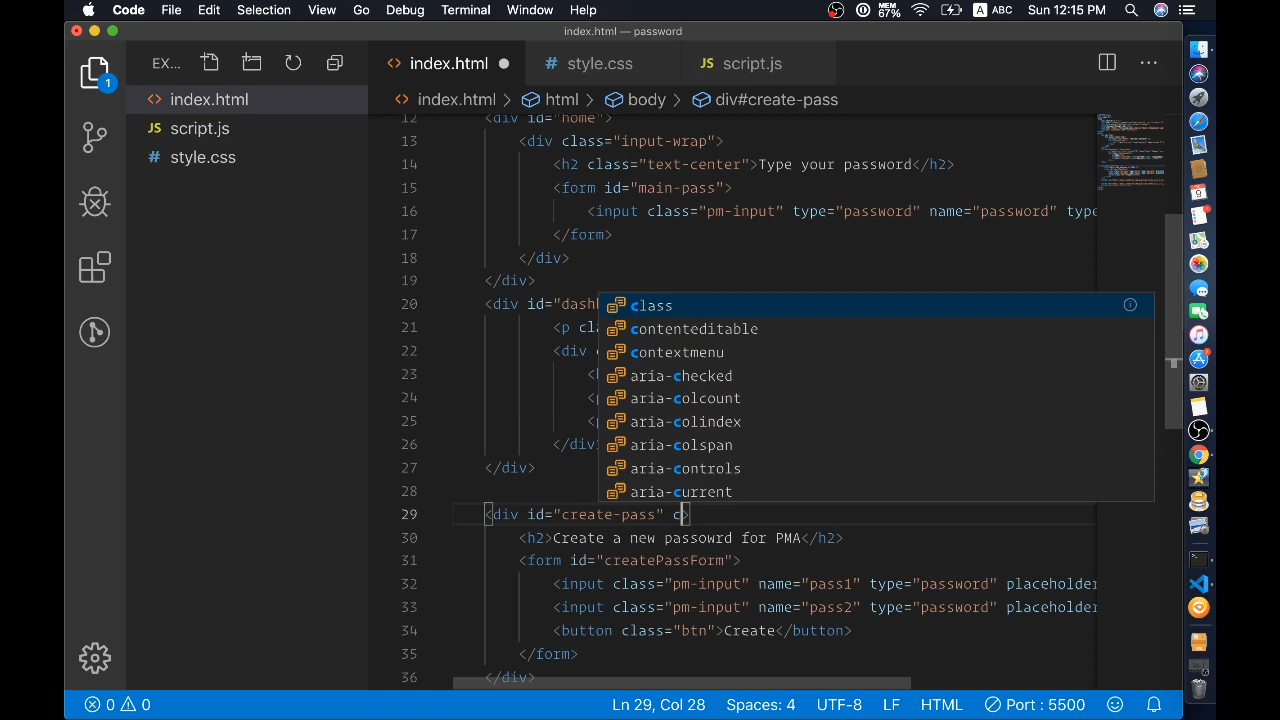 Code File Edit Selection View Go Debug Terminal Window Help MEM 67% A ABC Sun 12:15 PM
index.html — password
EX... index.html style.css JS script.js
index.html
index.html html body div#create-pass
JS script.js
# style.css
12 <div id="home">
13 <div class="input-wrap">
14 <h2 class="text-center">Type your password</h2>
15 <form id="main-pass">
16 <input class="pm-input" type="password" name="password" type
17 </form>
18 </div>
19 </div>
20 <div id="dashb
21 <p cla
22 <div c
23 <h
24 <p
25 <p
26 </div>
27 </div>
28
class
contenteditable
contextmenu
aria-checked
aria-colcount
aria-colindex
aria-colspan
aria-controls
aria-current
29 <div id="create-pass" c>
30 <h2>Create a new passowrd for PMA</h2>
31 <form id="createPassForm">
32 <input class="pm-input" name="pass1" type="password" placeholder
33 <input class="pm-input" name="pass2" type="password" placeholder
34 <button class="btn">Create</button>
35 </form>
36 </div>
0 0 Ln 29, Col 28 Spaces: 4 UTF-8 LF HTML Port : 5500